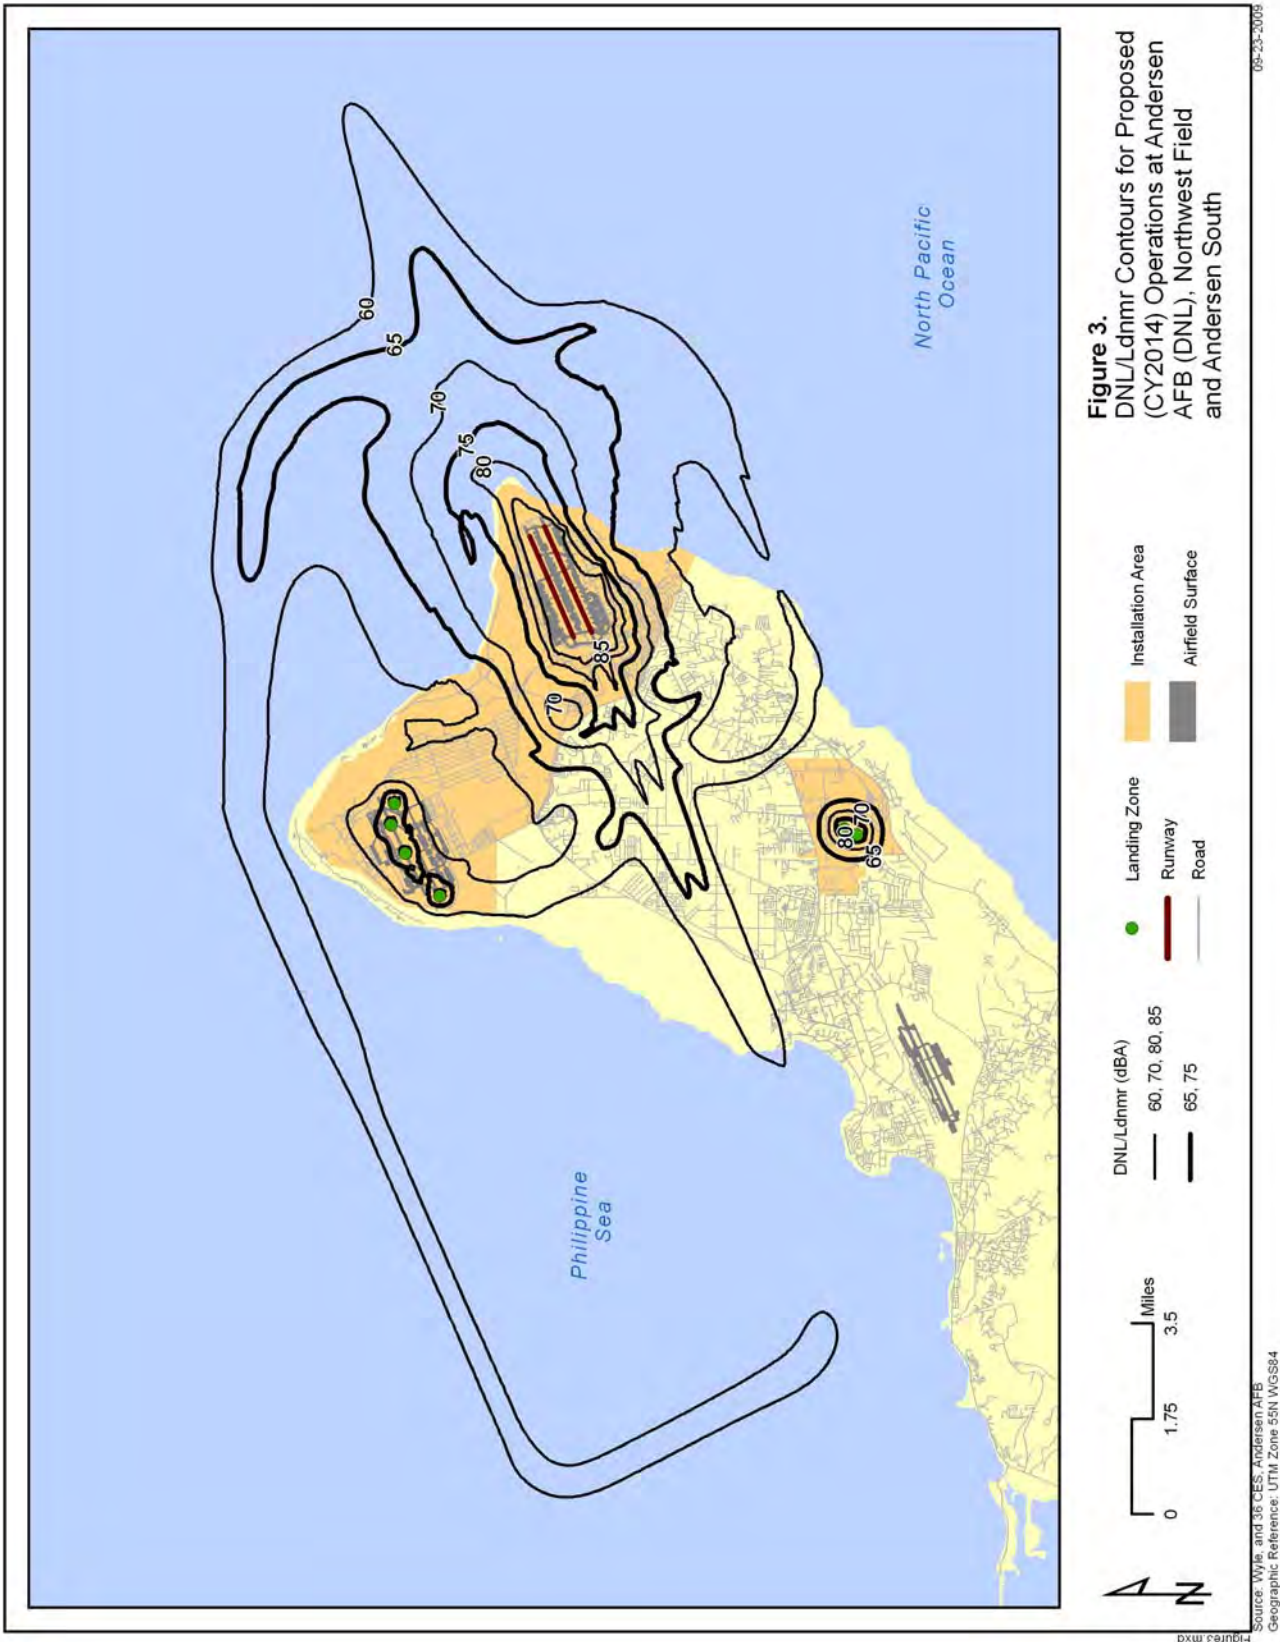 60
65
70
75
80
85
70
80
70
65
North Pacific
Ocean
Philippine
Sea
N
0
1.75
3.5
Miles
DNL/Ldnmr (dBA)
60, 70, 80, 85
65, 75
Landing Zone
Runway
Road
Installation Area
Airfield Surface
Figure 3.
DNL/Ldnmr Contours for Proposed
(CY2014) Operations at Andersen
AFB (DNL), Northwest Field
and Andersen South
Figure3.mxd
Source: Wyle, and 36 CES, Andersen AFB
Geographic Reference: UTM Zone 55N WGS84
09-23-2009